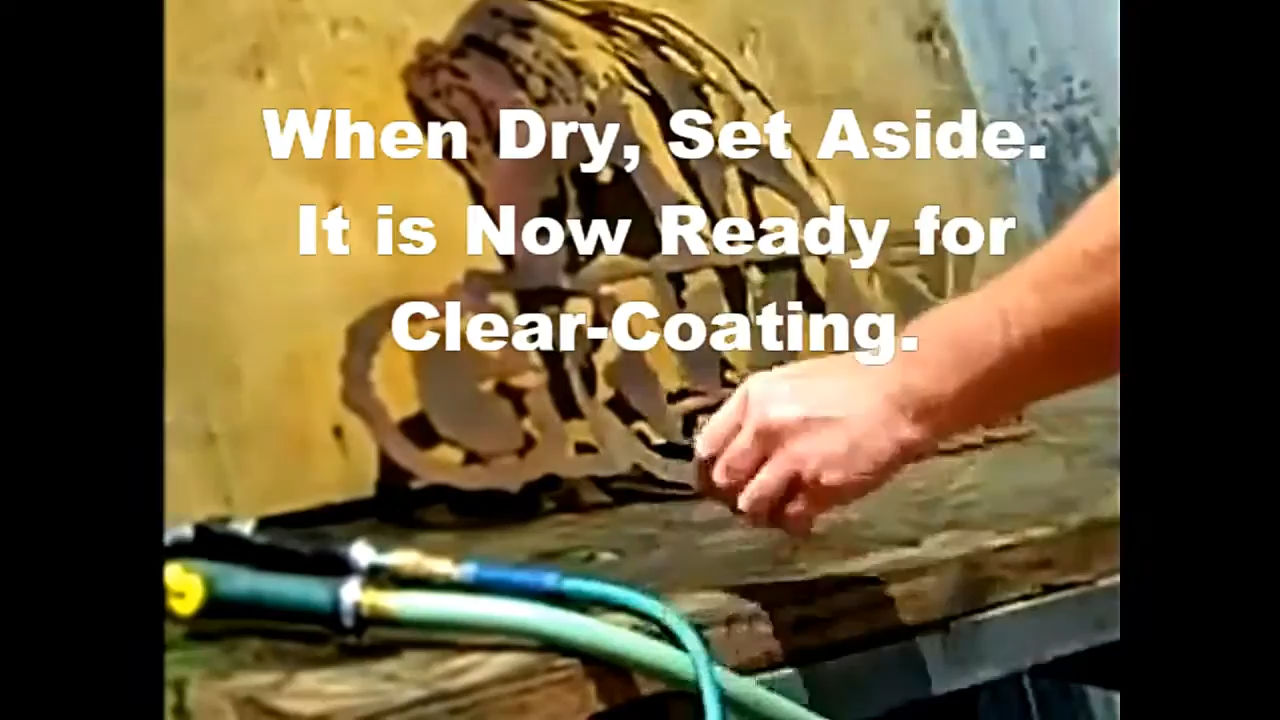 When Dry, Set Aside.
It is Now Ready for
Clear-Coating.